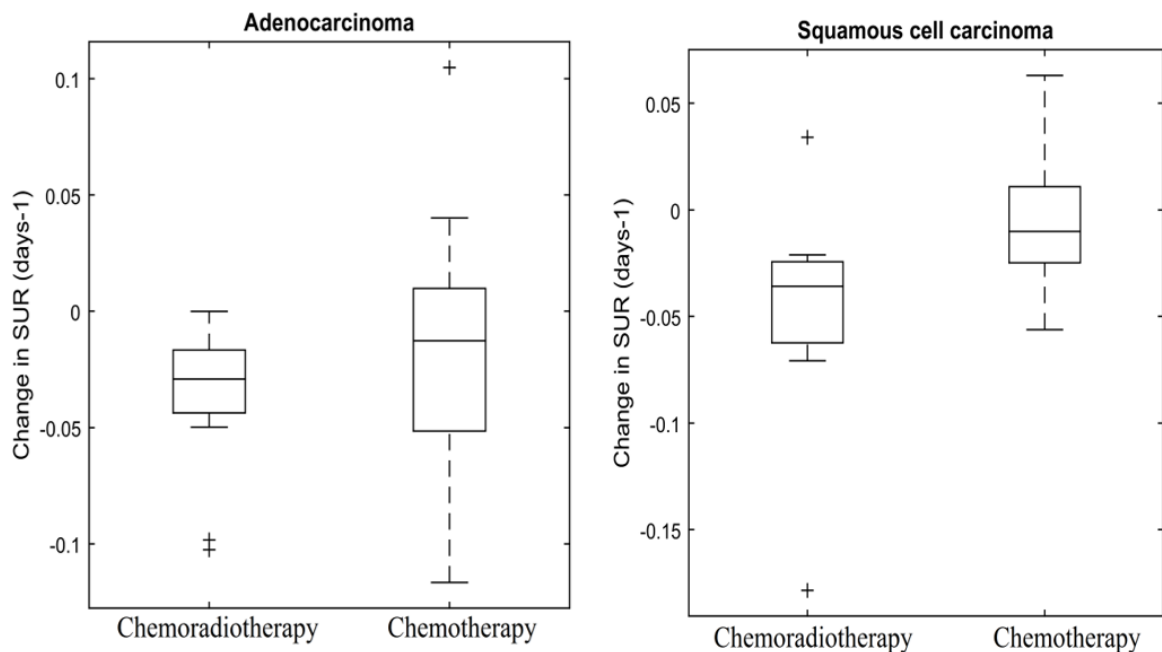 Adenocarcinoma
Change in SUR (days-1)
0.1
0.05
0
-0.05
-0.1
Chemoradiotherapy
Chemotherapy
Squamous cell carcinoma
Change in SUR (days-1)
0.05
0
-0.05
-0.1
-0.15
Chemoradiotherapy
Chemotherapy